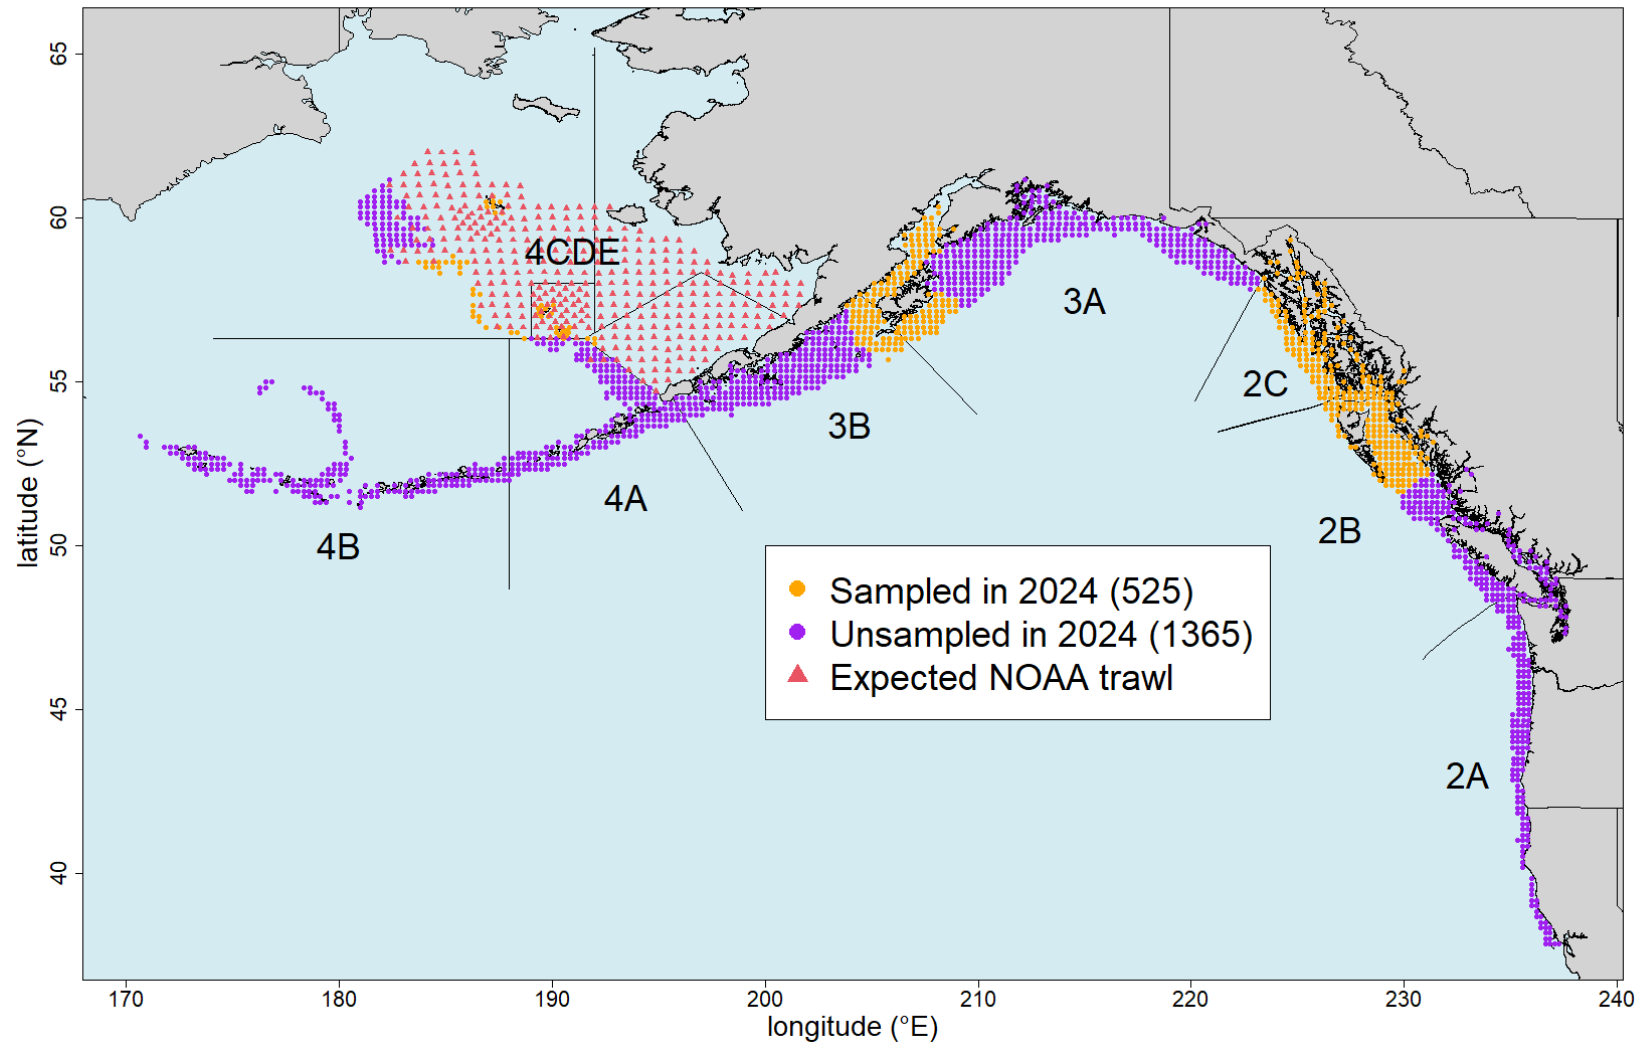 65
60
55
50
45
40
latitude (°N)
4CDE
3A
2C
3B
4A
2B
4B
2A
Sampled in 2024 (525)
Unsampled in 2024 (1365)
Expected NOAA trawl
170
180
190
200
210
220
230
240
longitude (°E)